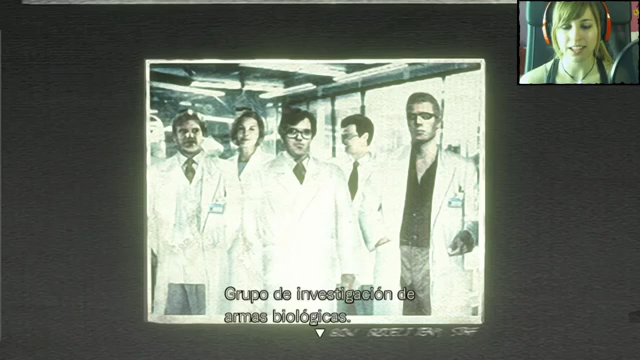 Grupo de investigación de
armas biológicas.